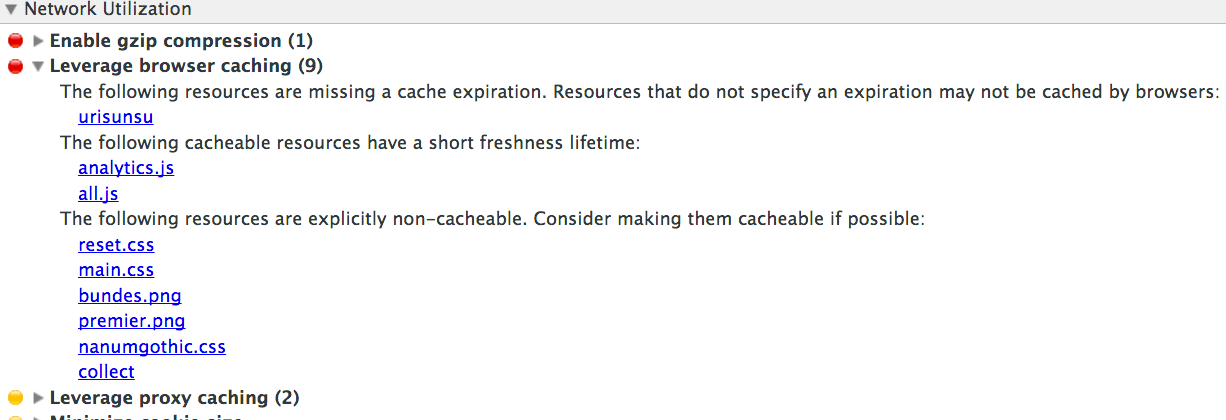 Network Utilization
Enable gzip compression (1)
Leverage browser caching (9)
The following resources are missing a cache expiration. Resources that do not specify an expiration may not be cached by browsers:
urisunsu
The following cacheable resources have a short freshness lifetime:
analytics.js
all.js
The following resources are explicitly non-cacheable. Consider making them cacheable if possible:
reset.css
main.css
bundes.png
premier.png
nanumgothic.css
collect
Leverage proxy caching (2)
Minimize cookie size